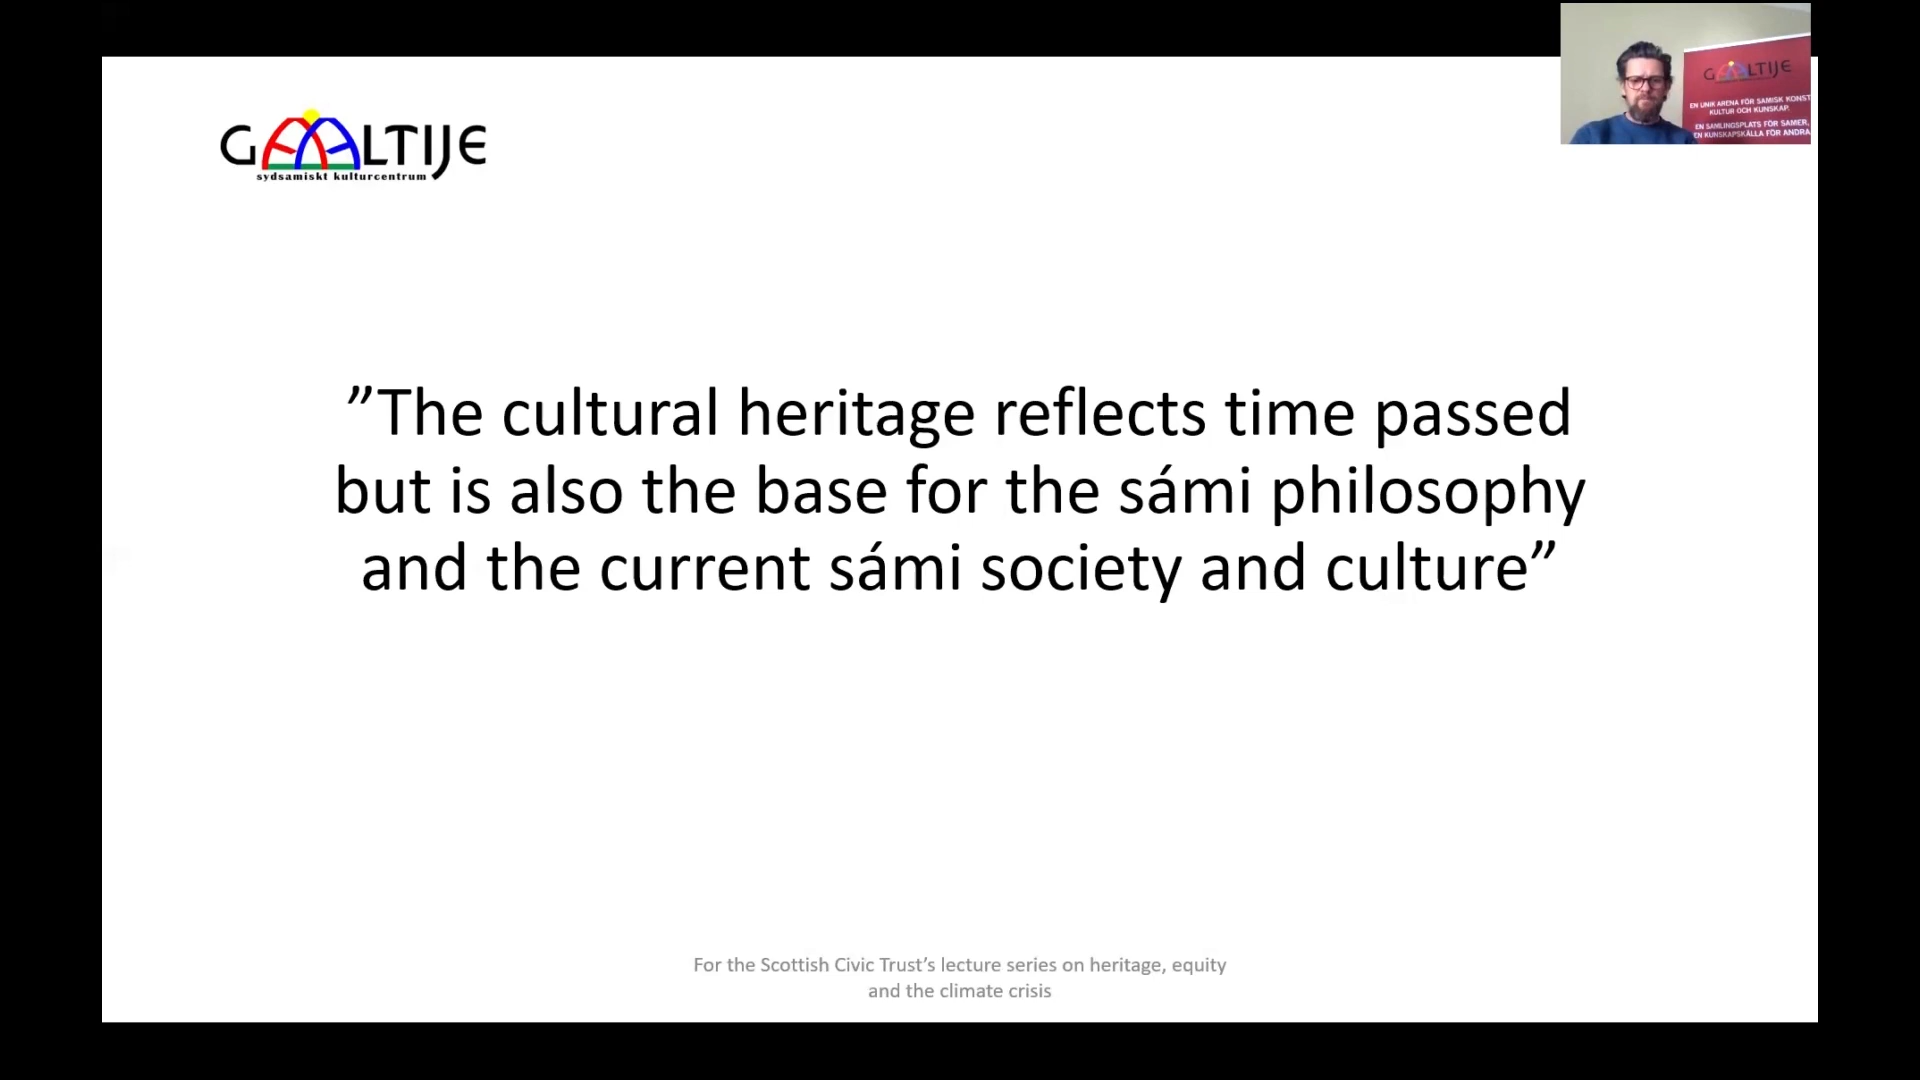 GAALTIJE
sydsamiskt kulturcentrum
GAALTIJE
EN UNIK ARENA FÖR SAMISK KONST
KULTUR OCH KUNSKAP.
EN SAMLINGSPLATS FÖR SAMER,
EN KUNSKAPSKÄLLA FÖR ANDRA
”The cultural heritage reflects time passed
but is also the base for the sámi philosophy
and the current sámi society and culture”
For the Scottish Civic Trust’s lecture series on heritage, equity
and the climate crisis